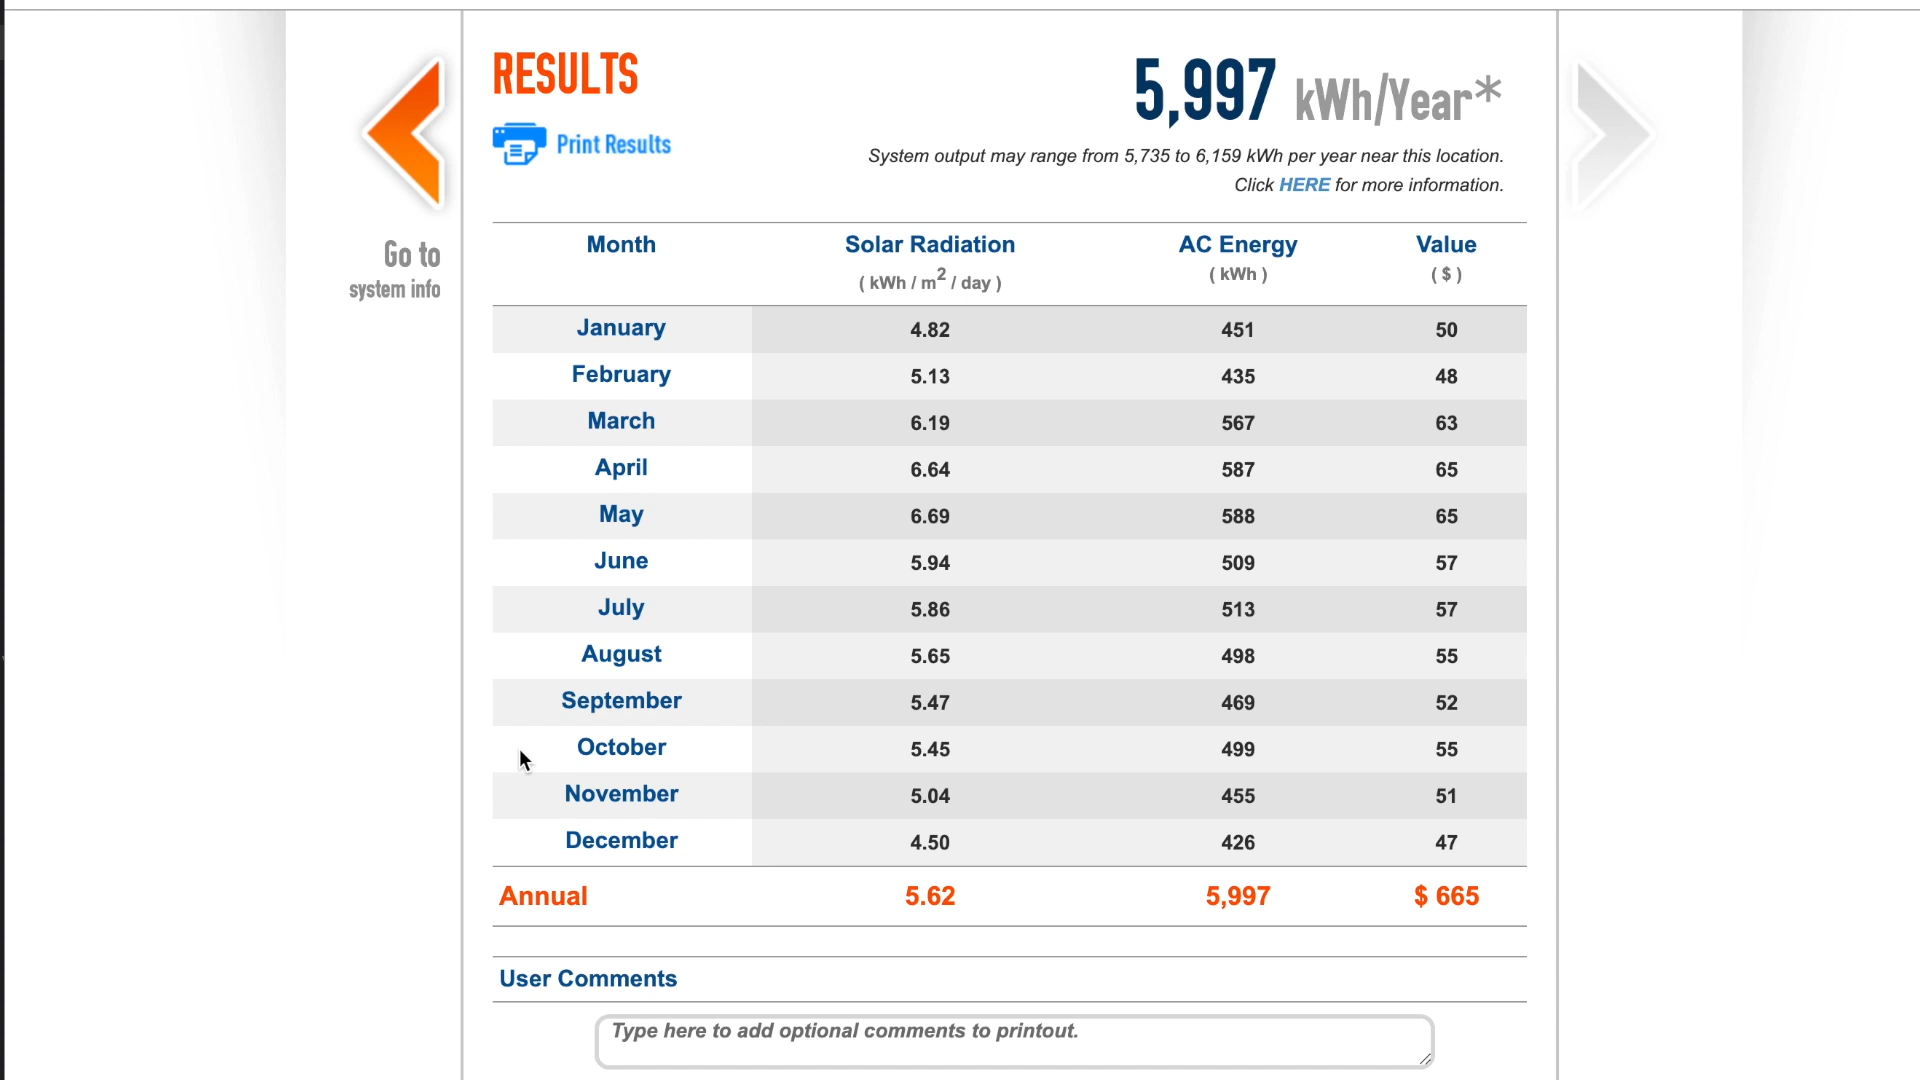 RESULTS
5,997 kWh/Year*
Print Results
System output may range from 5,735 to 6,159 kWh per year near this location.
Click HERE for more information.
Go to
system info
Month Solar Radiation AC Energy Value
( kWh / m2 / day ) ( kWh ) ( $ )
January 4.82 451 50
February 5.13 435 48
March 6.19 567 63
April 6.64 587 65
May 6.69 588 65
June 5.94 509 57
July 5.86 513 57
August 5.65 498 55
September 5.47 469 52
October 5.45 499 55
November 5.04 455 51
December 4.50 426 47
Annual 5.62 5,997 $ 665
User Comments
Type here to add optional comments to printout.